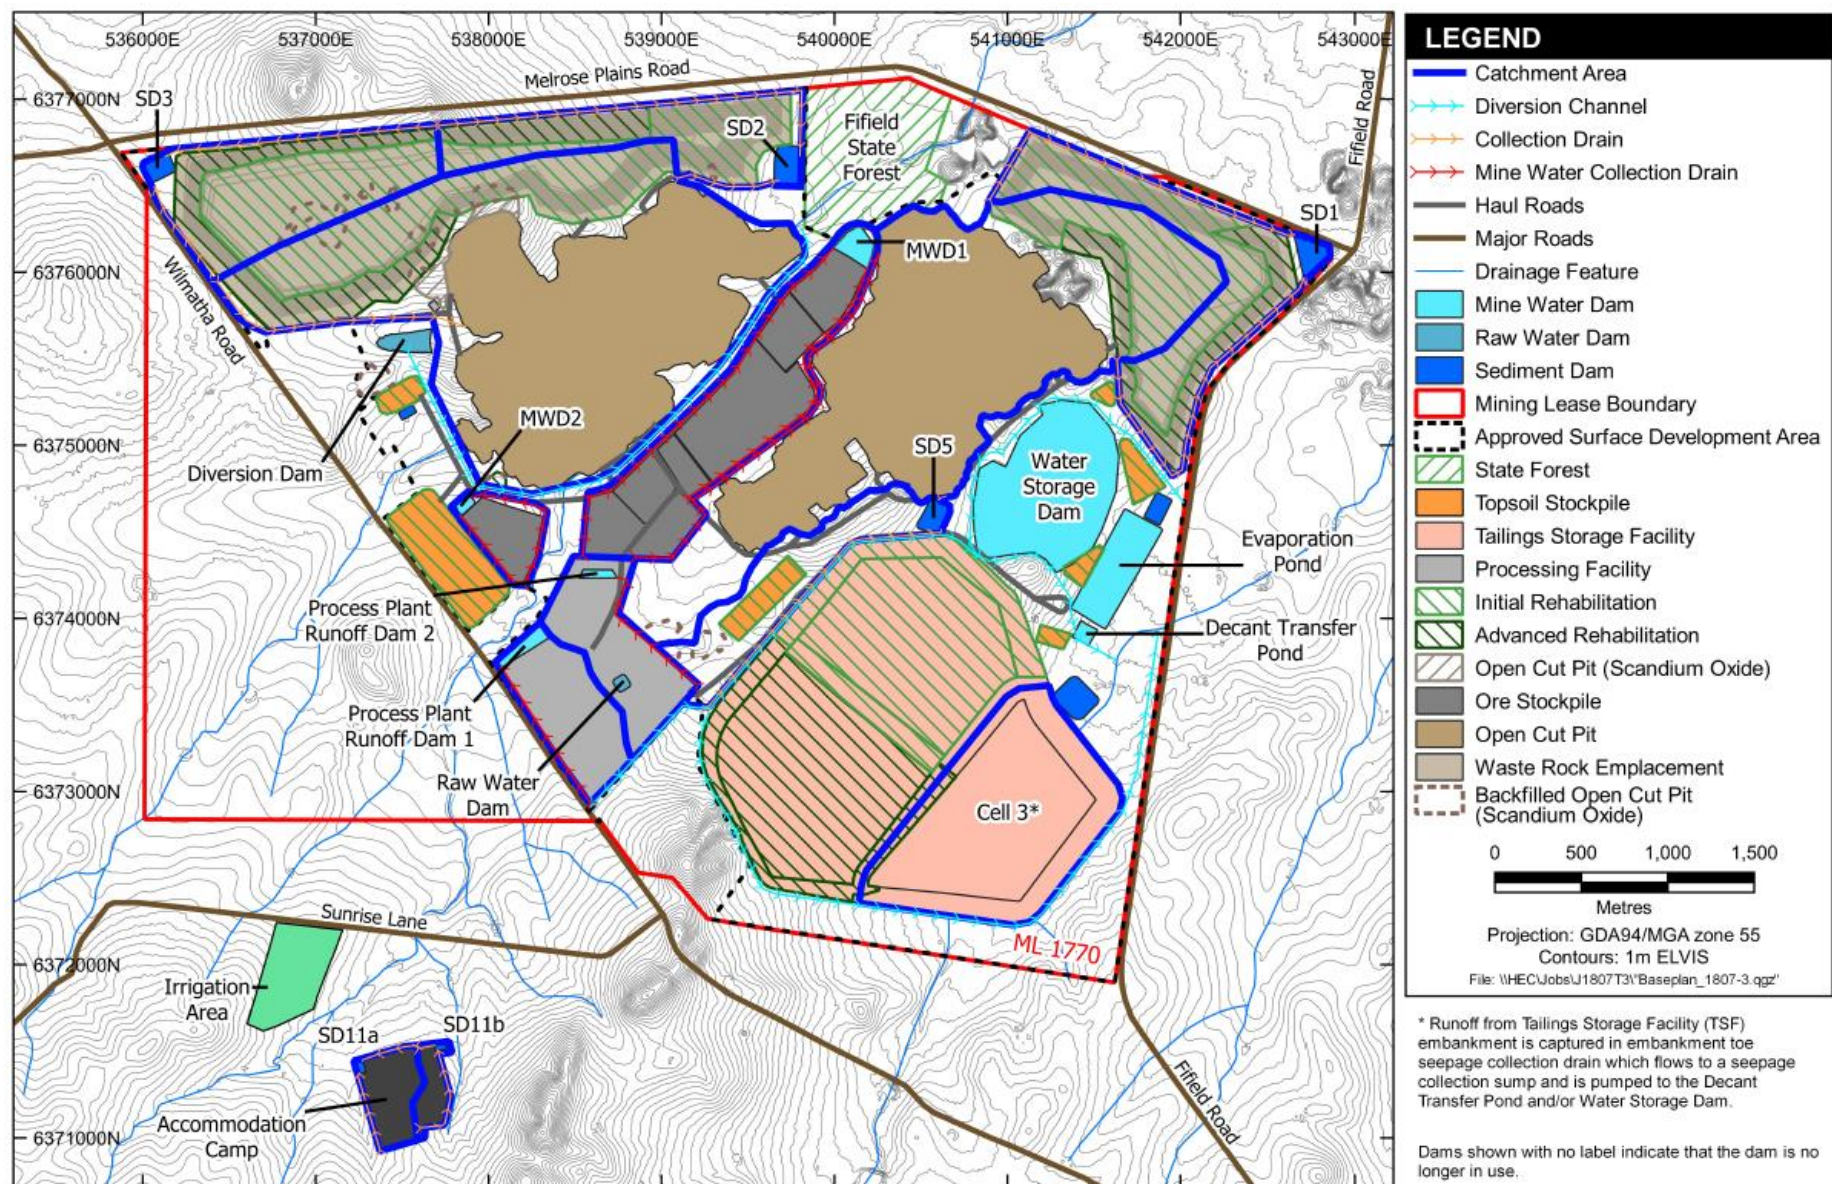 536000E
537000E
538000E
539000E
540000E
541000E
542000E
543000E
6377000N
6376000N
6375000N
6374000N
6373000N
6372000N
6371000N
Melrose Plains Road
Fifield Road
SD3
SD2
Fifield
State
Forest
SD1
MWD1
Wilmatha Road
MWD2
Diversion Dam
SD5
Water
Storage
Dam
Evaporation
Pond
Process Plant
Runoff Dam 2
Decant Transfer
Pond
Process Plant
Runoff Dam 1
Raw Water
Dam
Cell 3*
Sunrise Lane
ML 1770
Irrigation
Area
SD11a
SD11b
Accommodation
Camp
Fifield Road
LEGEND
Catchment Area
Diversion Channel
Collection Drain
Mine Water Collection Drain
Haul Roads
Major Roads
Drainage Feature
Mine Water Dam
Raw Water Dam
Sediment Dam
Mining Lease Boundary
Approved Surface Development Area
State Forest
Topsoil Stockpile
Tailings Storage Facility
Processing Facility
Initial Rehabilitation
Advanced Rehabilitation
Open Cut Pit (Scandium Oxide)
Ore Stockpile
Open Cut Pit
Waste Rock Emplacement
Backfilled Open Cut Pit
(Scandium Oxide)
0 500 1,000 1,500
Metres
Projection: GDA94/MGA zone 55
Contours: 1m ELVIS
File: \\HEC\Jobs\J1807T3\"Baseplan_1807-3.qgz"
* Runoff from Tailings Storage Facility (TSF)
embankment is captured in embankment toe
seepage collection drain which flows to a seepage
collection sump and is pumped to the Decant
Transfer Pond and/or Water Storage Dam.
Dams shown with no label indicate that the dam is no
longer in use.